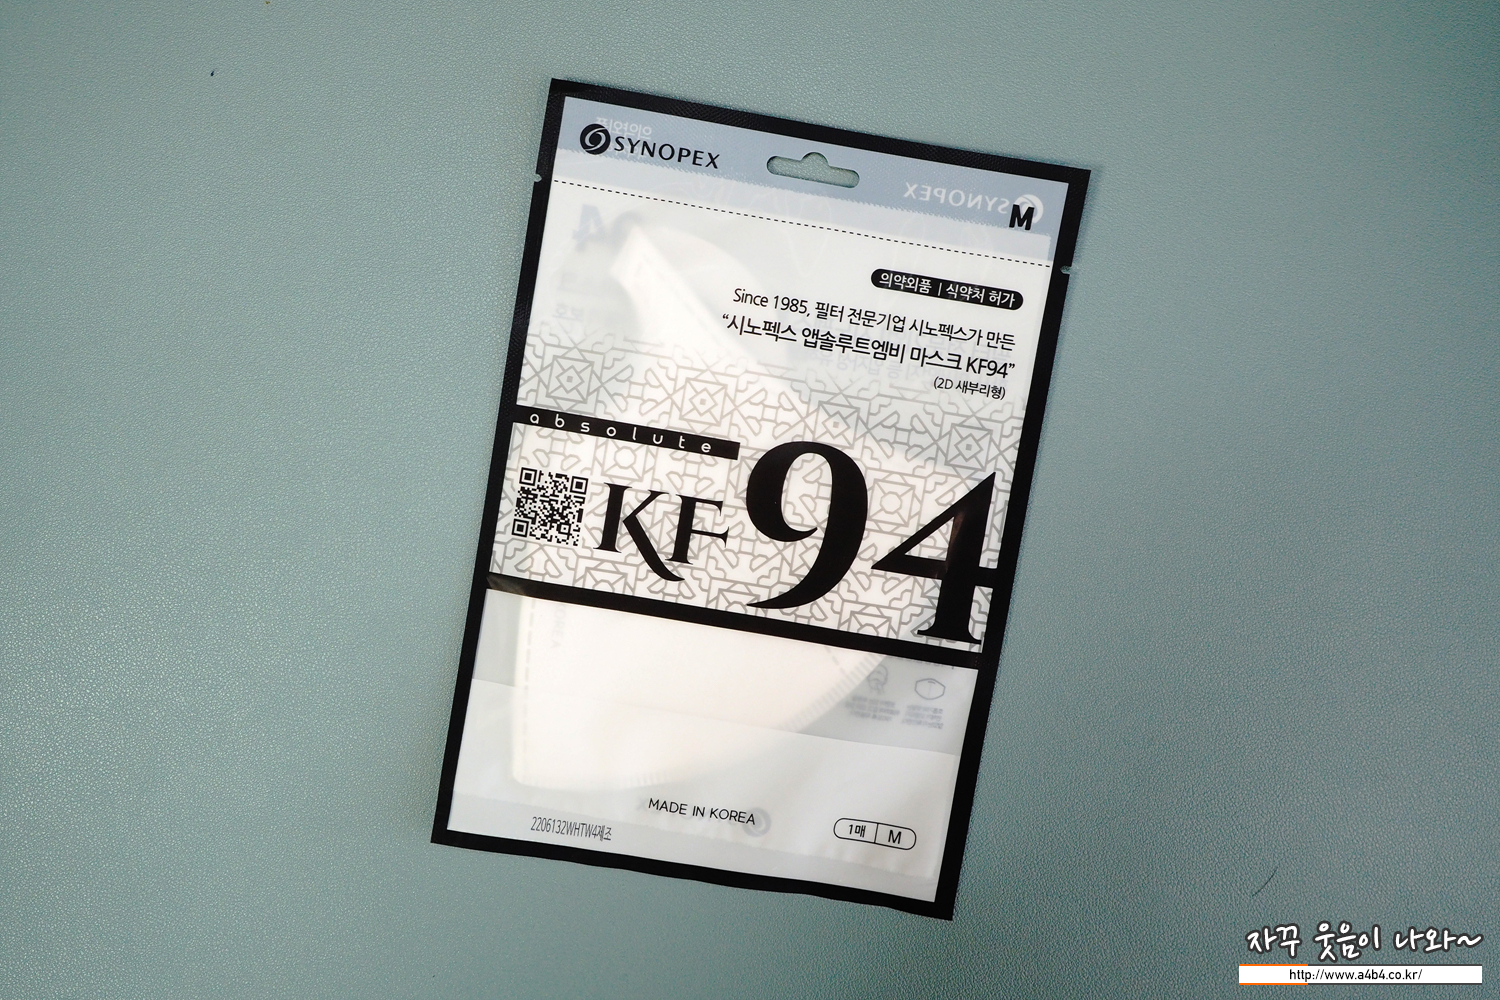 SYNOPEX
SYNOPEX
M
의약외품 | 식약처 허가
Since 1985, 필터 전문기업 시노펙스가 만든
“시노펙스 앱솔루트엠비 마스크 KF94”
(2D 새부리형)
absolute
KF94
MADE IN KOREA
2206132WHTW4제조
1매 | M
자꾸 웃음이 나와~
http://www.a4b4.co.kr/